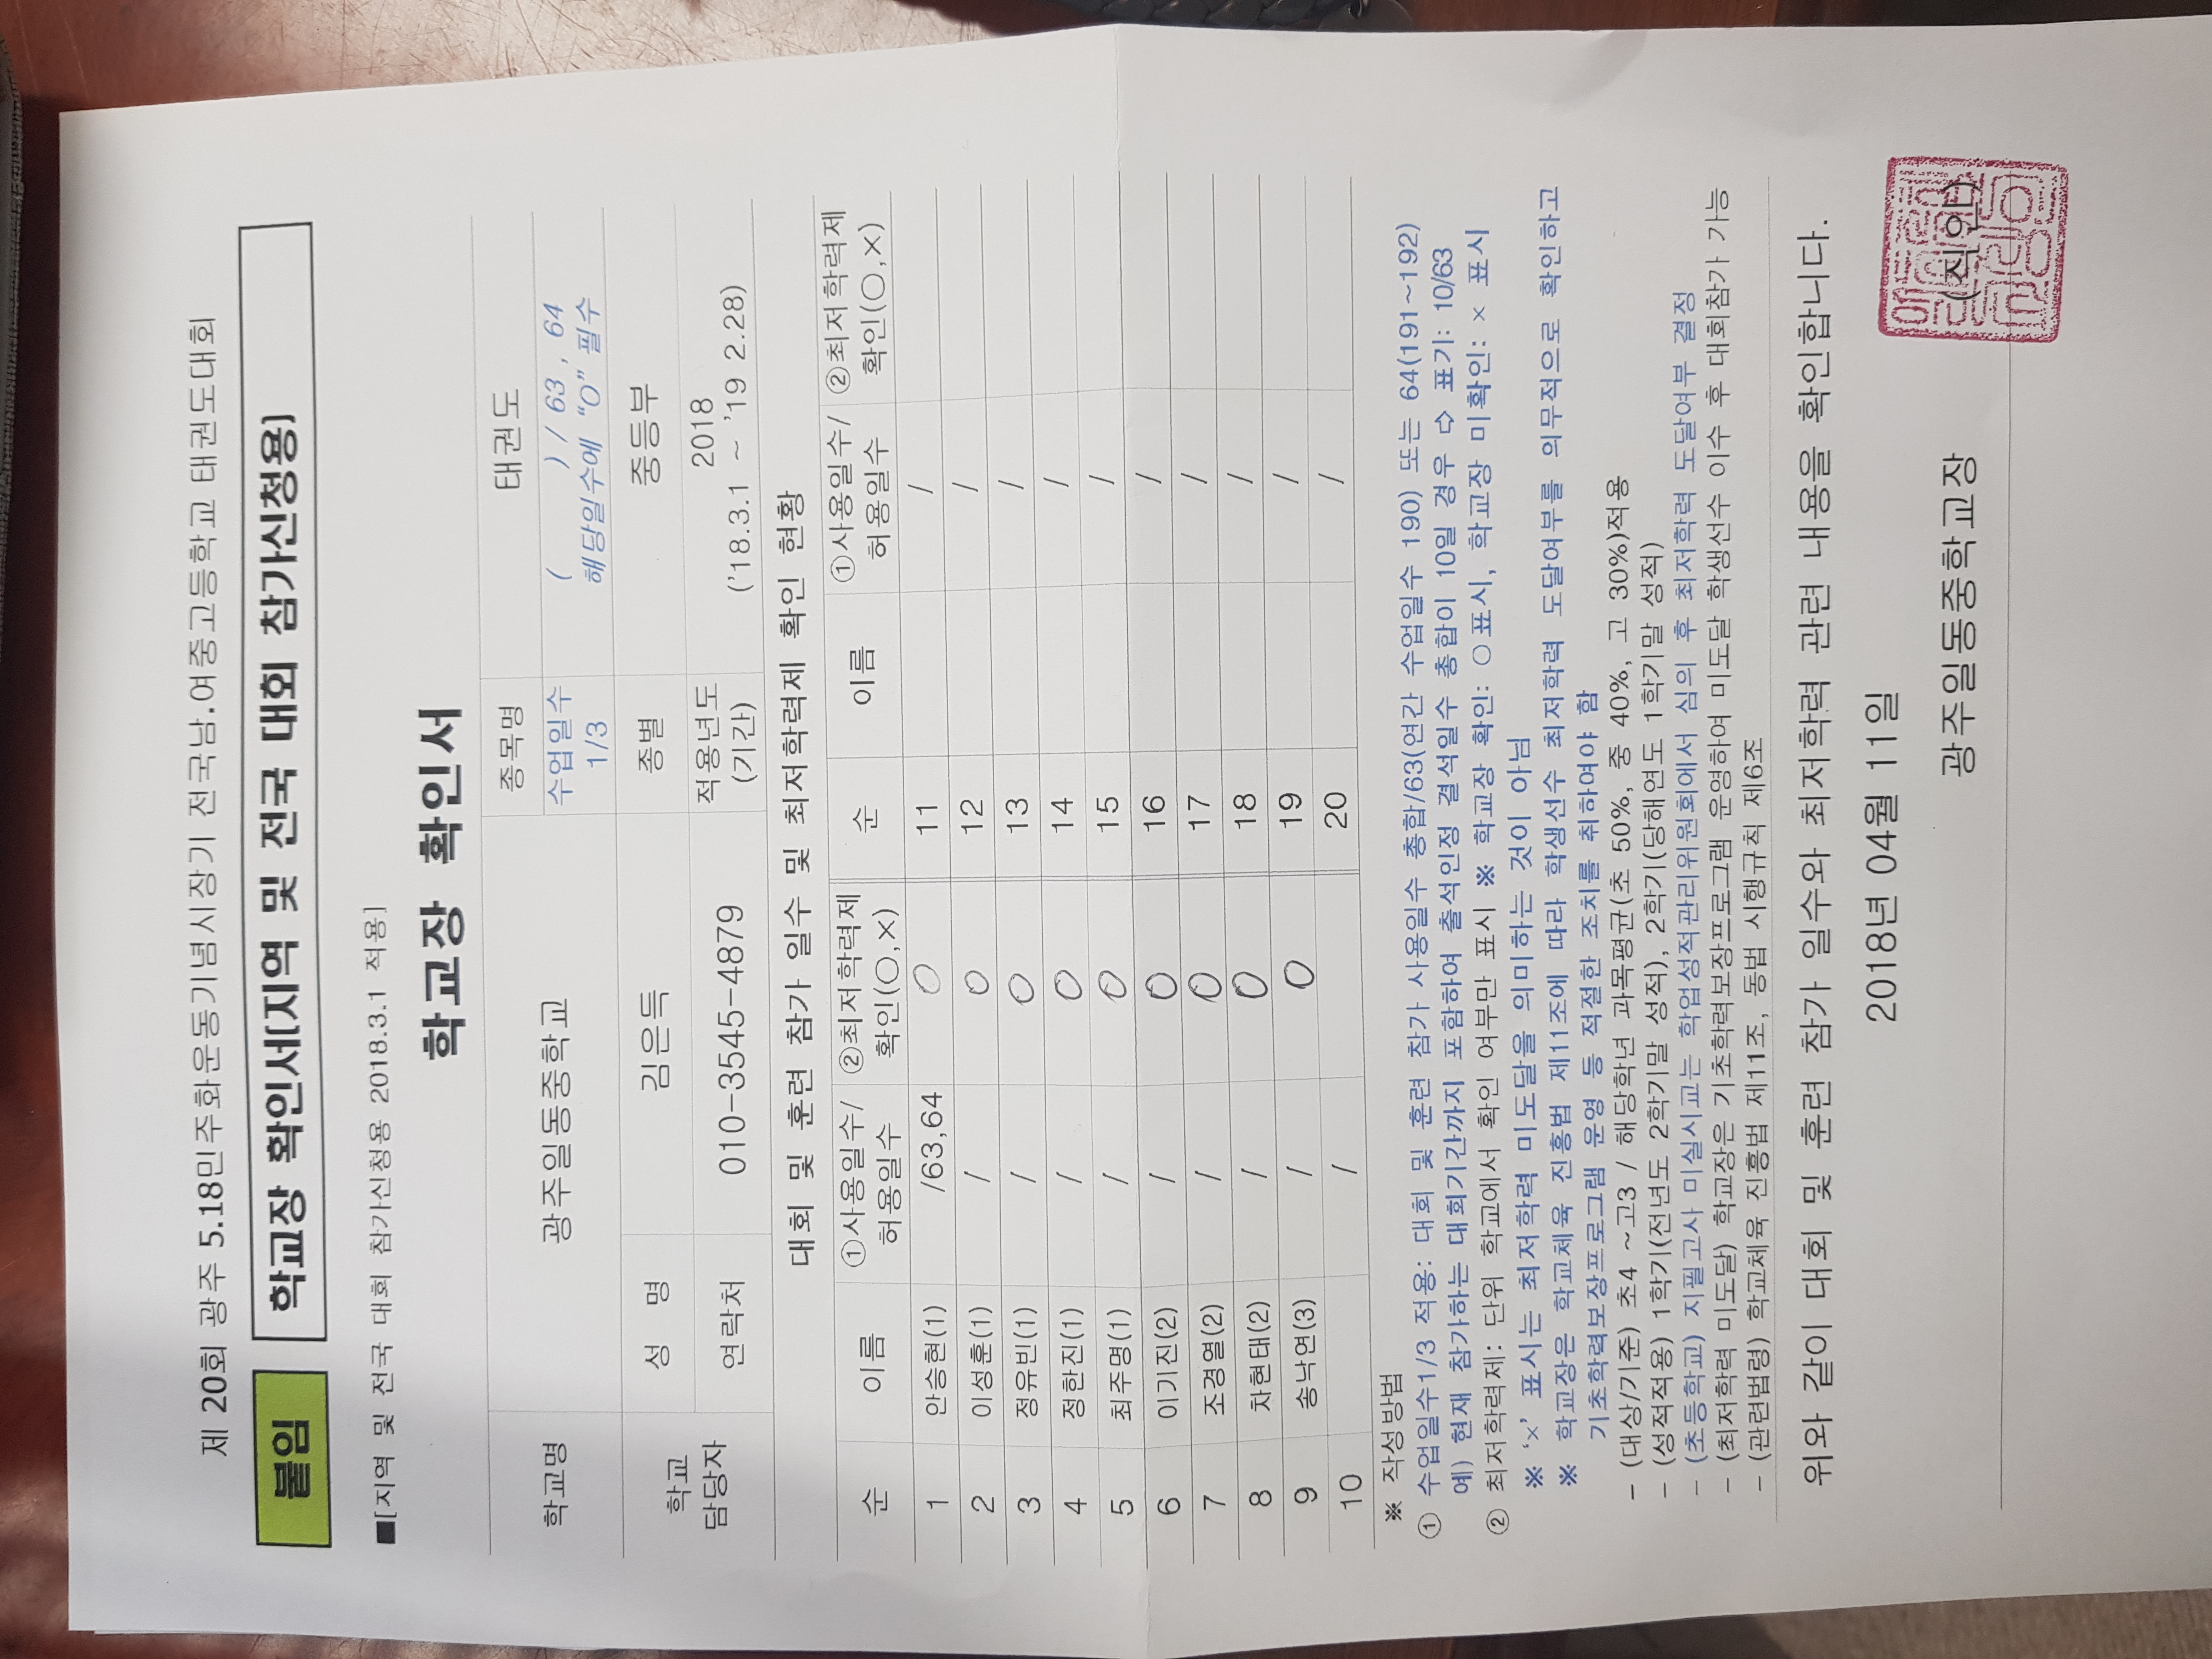 제 20회 광주 5.18민주화운동기념시장기 전국남.여중고등학교 태권도대회
붙임 학교장 확인서[지역 및 전국 대회 참가신청용]
■[지역 및 전국 대회 참가신청용 2018.3.1 적용]
학교장 확인서
학교명 광주일동중학교 종목명 태권도
수업일수 1/3 ( ) / 63 , 64
해당일수에 “O” 필수
학교 담당자 성 명 김은득 종별 중등부
연락처 010-3545-4879 적용년도 (기간) 2018
('18.3.1 ~ '19 2.28)
대회 및 훈련 참가 일수 및 최저학력제 확인 현황
순 이름 ①사용일수/ 허용일수 ②최저학력제 확인(○,×) 순 이름 ①사용일수/ 허용일수 ②최저학력제 확인(○,×)
1 안승현(1) /63,64 O 11 /
2 이성훈(1) / O 12 /
3 정유빈(1) / O 13 /
4 정한진(1) / O 14 /
5 최주명(1) / O 15 /
6 이기진(2) / O 16 /
7 조경열(2) / O 17 /
8 차현태(2) / O 18 /
9 송낙연(3) / O 19 /
10 / 20 /
※ 작성방법
① 수업일수1/3 적용: 대회 및 훈련 참가 사용일수 총합/63(연간 수업일수 190) 또는 64(191~192)
예) 현재 참가하는 대회기간까지 포함하여 출석인정 결석일수 총합이 10일 경우 ⇨ 표기: 10/63
② 최저학력제: 단위 학교에서 확인 여부만 표시 ※ 학교장 확인: ○ 표시, 학교장 미확인: × 표시
※ ‘×’ 표시는 최저학력 미도달을 의미하는 것이 아님
※ 학교장은 학교체육 진흥법 제11조에 따라 학생선수 최저학력 도달여부를 의무적으로 확인하고
기초학력보장프로그램 운영 등 적절한 조치를 취하여야 함
- (대상/기준) 초4 ~고3 / 해당학년 과목평균(초 50%, 중 40%, 고 30%)적용
- (성적적용) 1학기(전년도 2학기말 성적), 2학기(당해연도 1학기말 성적)
- (초등학교) 지필고사 미실시교는 학업성적관리위원회에서 심의 후 최저학력 도달여부 결정
- (최저학력 미도달) 학교장은 기초학력보장프로그램 운영하여 미도달 학생선수 이수 후 대회참가 가능
- (관련법령) 학교체육 진흥법 제11조, 동법 시행규칙 제6조
위와 같이 대회 및 훈련 참가 일수와 최저학력 관련 내용을 확인합니다.
2018년 04월 11일
광주일동중학교장 (직인)